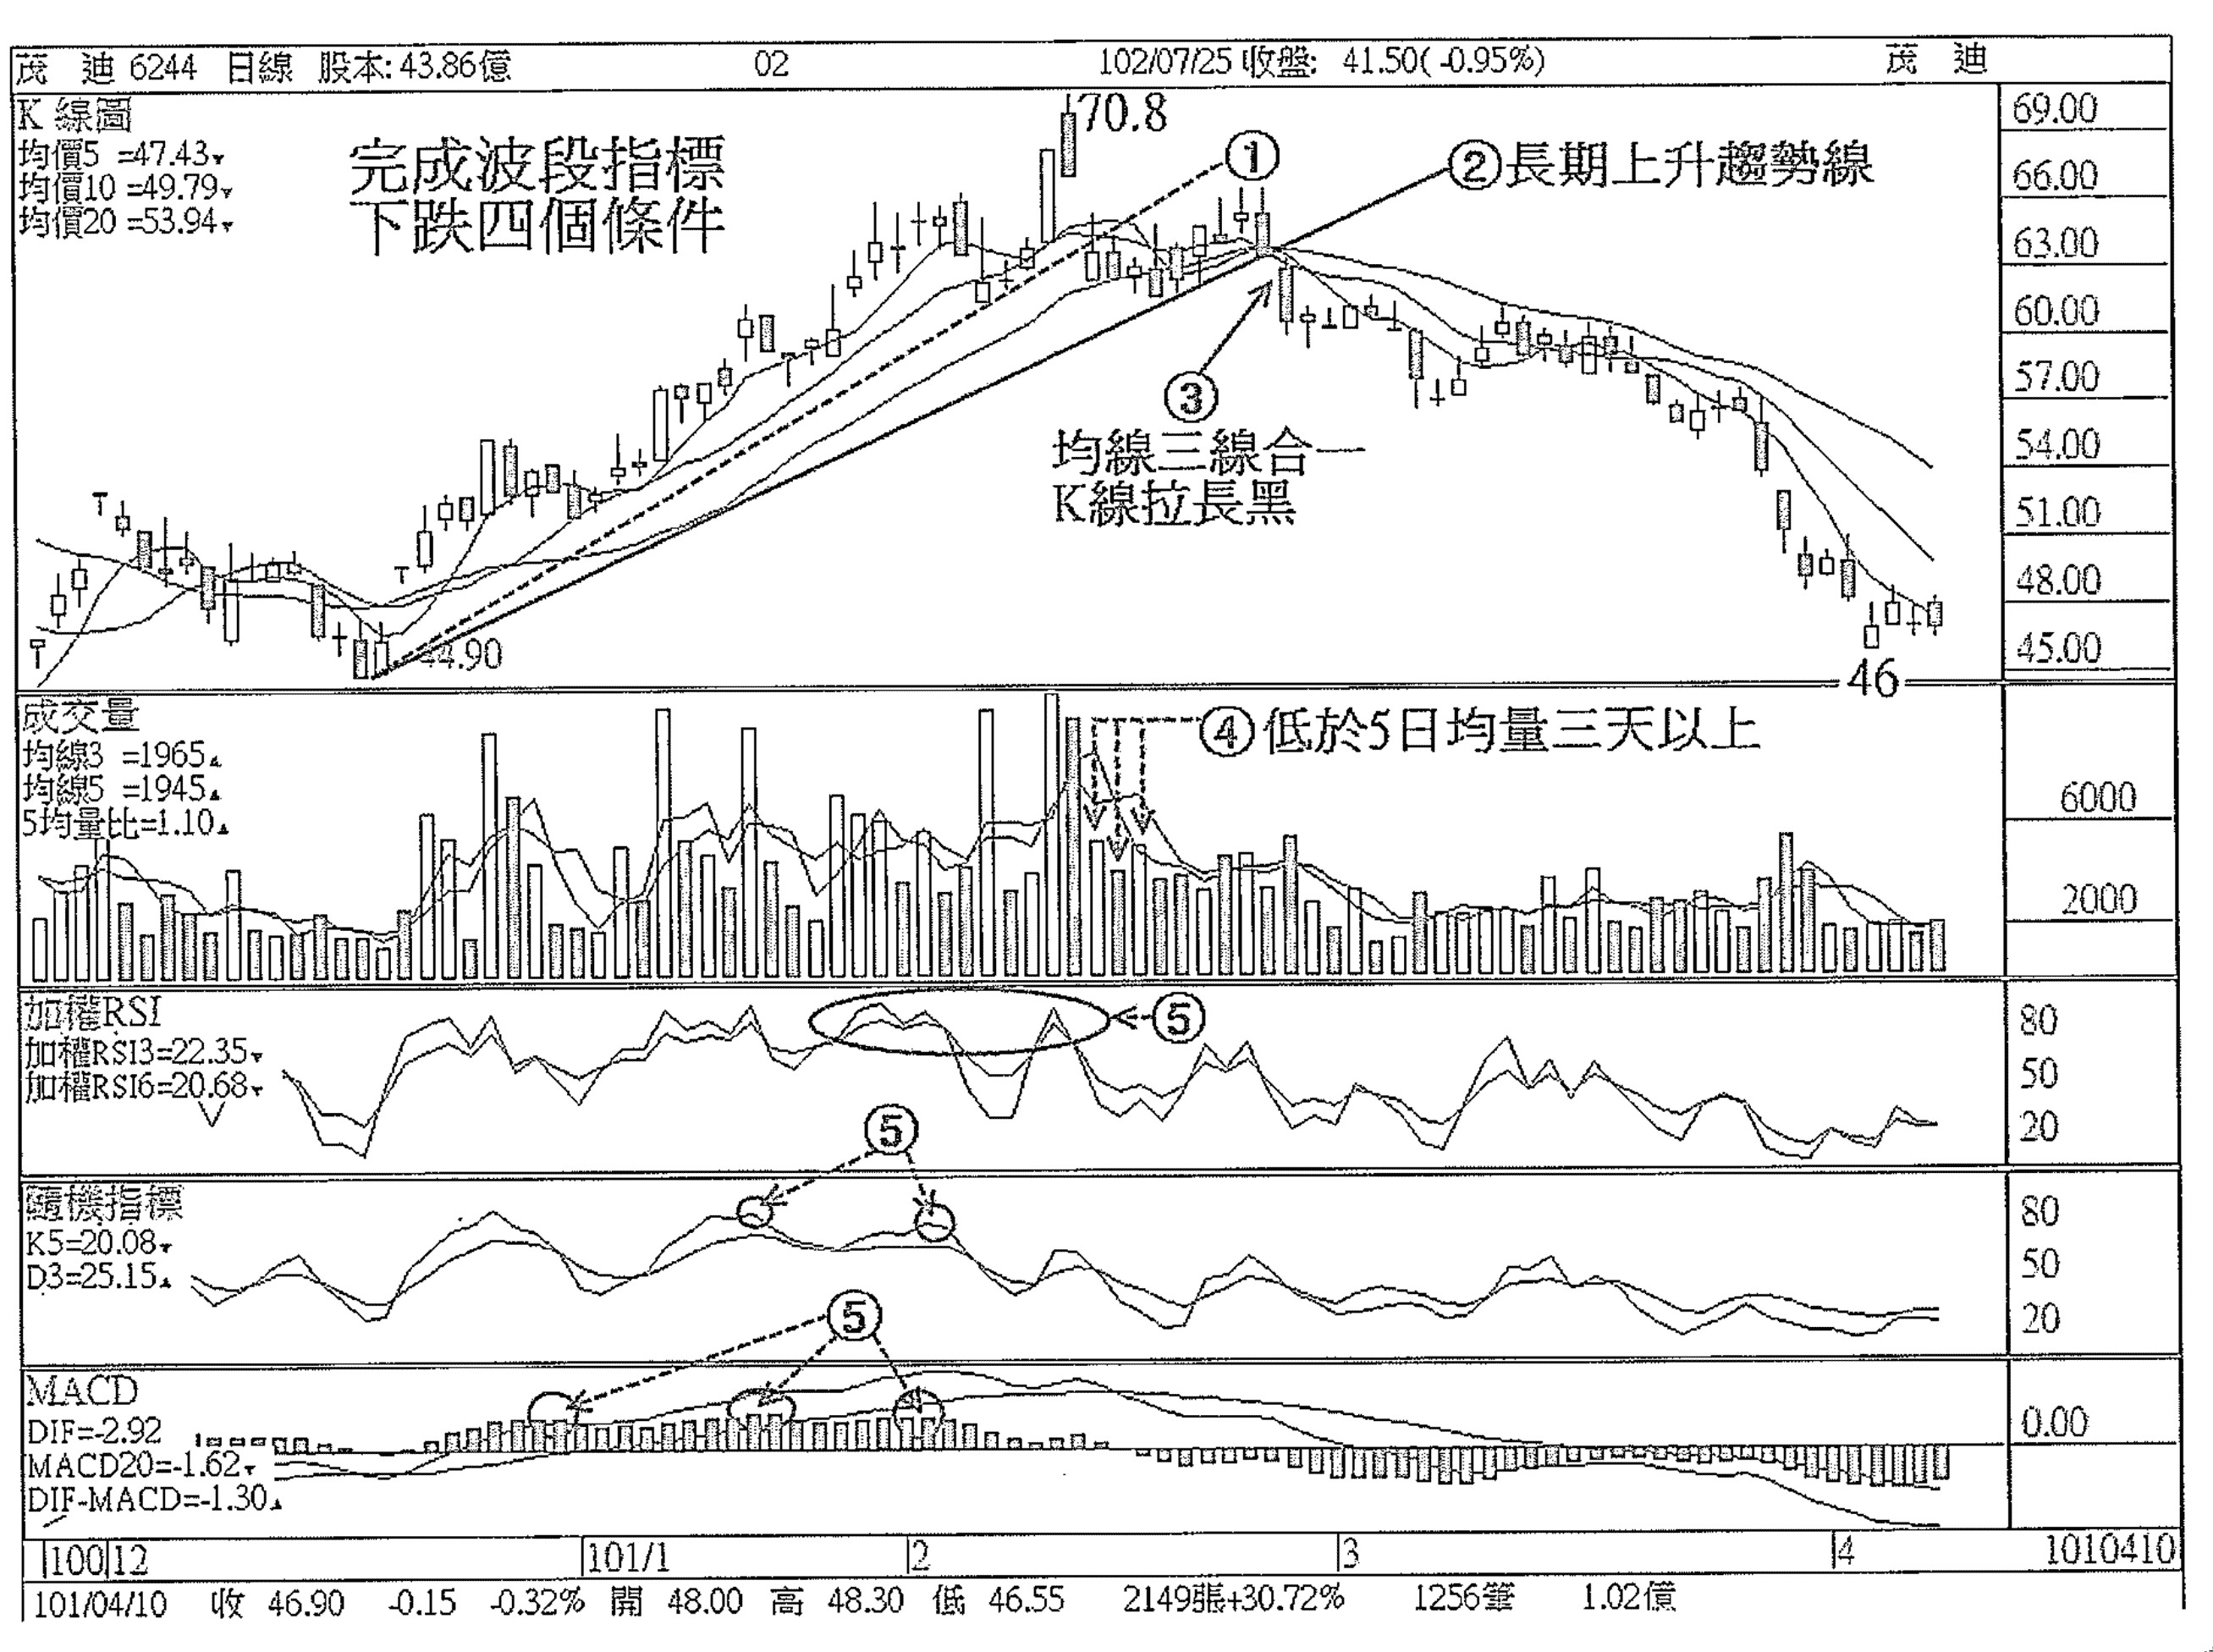 茂 迪 6244 日線 股本: 43.86億 02 102/07/25 收盤: 41.50( -0.95%) 茂 迪
K 線圖
均價5 =47.43▾
均價10 =49.79▾
均價20 =53.94▾
完成波段指標
下跌四個條件
70.8
①
②長期上升趨勢線
③
均線三線合一
K線拉長黑
44.90
46
69.00
66.00
63.00
60.00
57.00
54.00
51.00
48.00
45.00
成交量
均線3 =1965▴
均線5 =1945▴
5均量比=1.10▴
④低於5日均量三天以上
6000
2000
加權RSI
加權RSI3=22.35▾
加權RSI6=20.68▾
⑤
80
50
20
⑤
隨機指標
K5=20.08▾
D3=25.15▴
80
50
20
⑤
MACD
DIF=-2.92
MACD20=-1.62▾
DIF-MACD=-1.30▴
0.00
100 12 101/1 2 3 4 1010410
101/04/10 收 46.90 -0.15 -0.32% 開 48.00 高 48.30 低 46.55 2149張+30.72% 1256筆 1.02億